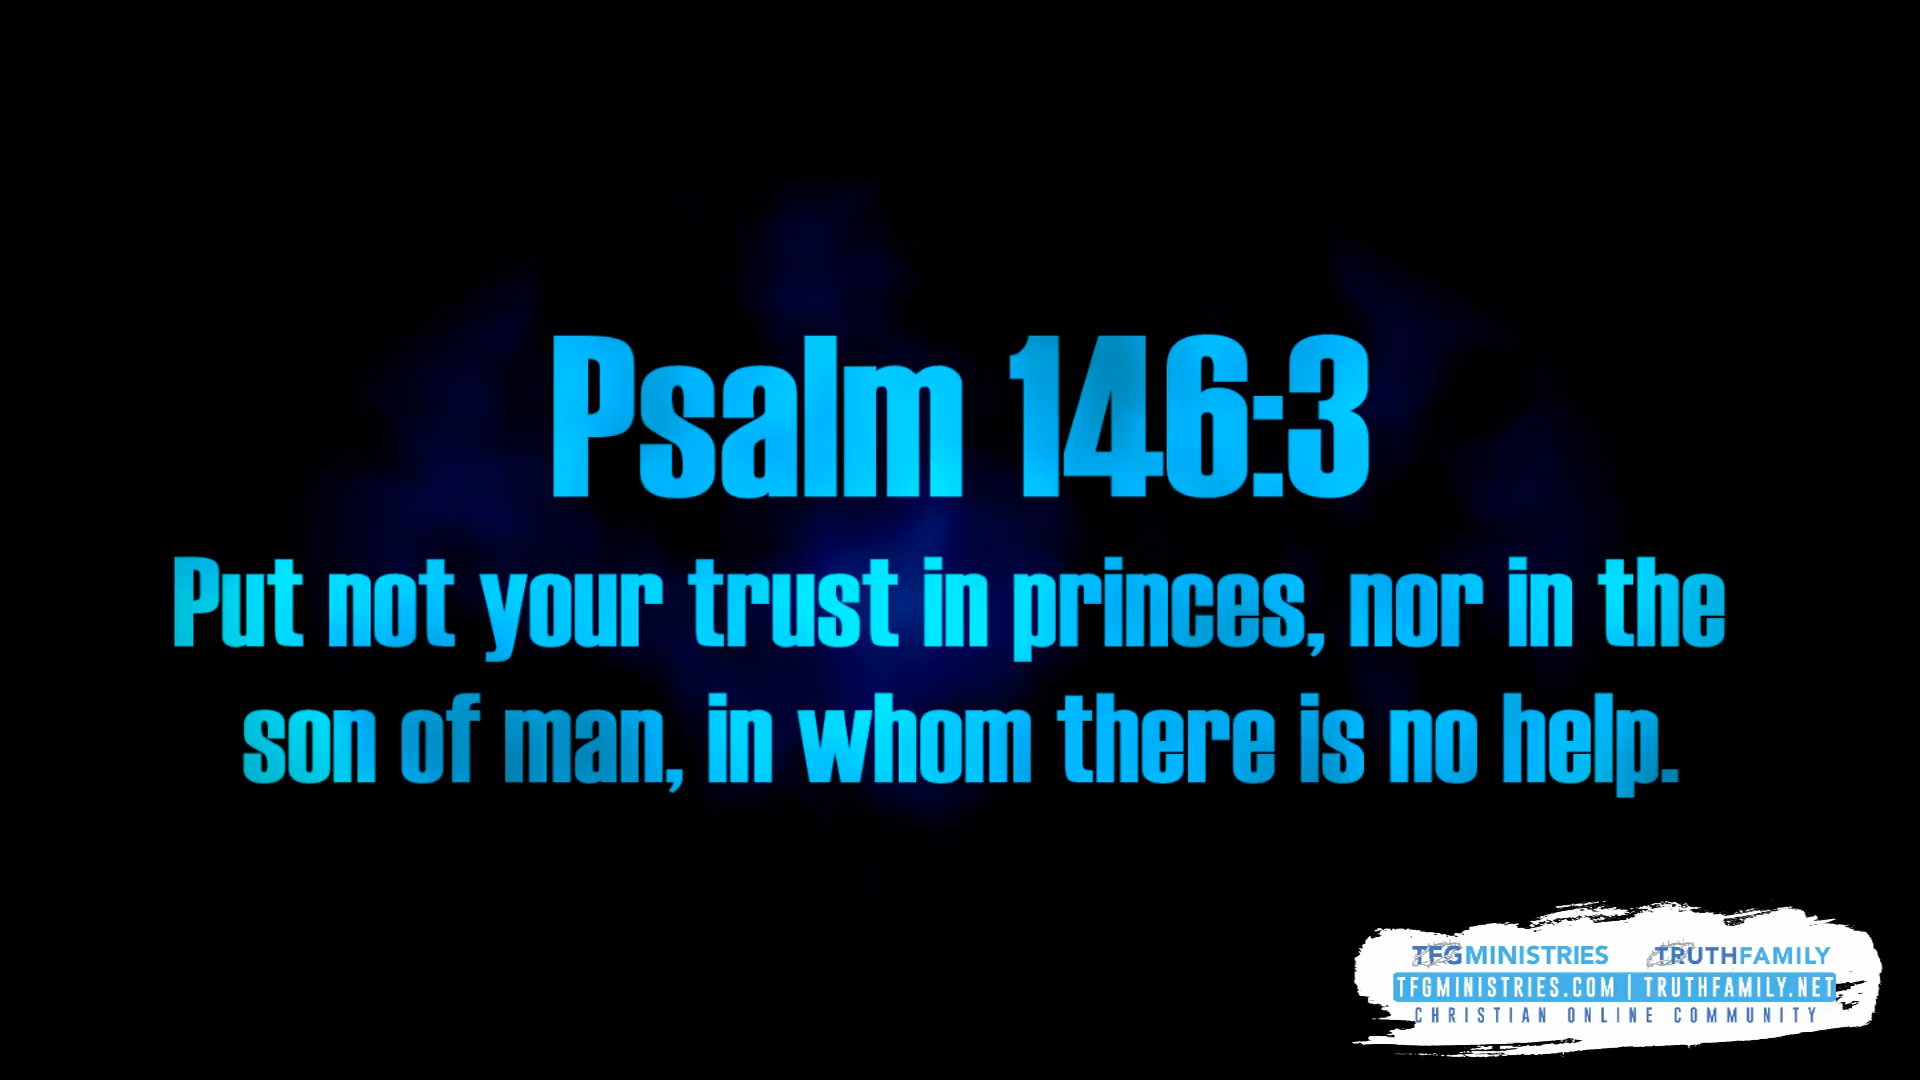 Psalm 146:3
Put not your trust in princes, nor in the
son of man, in whom there is no help.
TFGMINISTRIES TRUTHFAMILY
TFGMINISTRIES.COM | TRUTHFAMILY.NET
CHRISTIAN ONLINE COMMUNITY